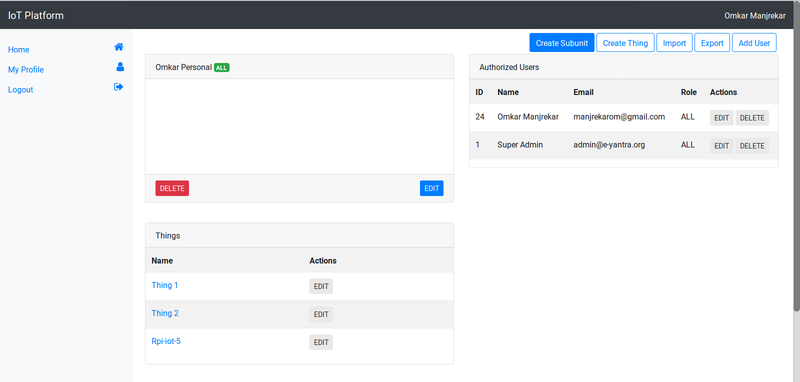 IoT Platform
Omkar Manjrekar
Home
My Profile
Logout
Create Subunit
Create Thing
Import
Export
Add User
Omkar Personal ALL
DELETE
EDIT
Things
Name Actions
Thing 1 EDIT
Thing 2 EDIT
Rpi-iot-5 EDIT
Authorized Users
ID Name Email Role Actions
24 Omkar Manjrekar manjrekarom@gmail.com ALL EDIT DELETE
1 Super Admin admin@e-yantra.org ALL EDIT DELETE